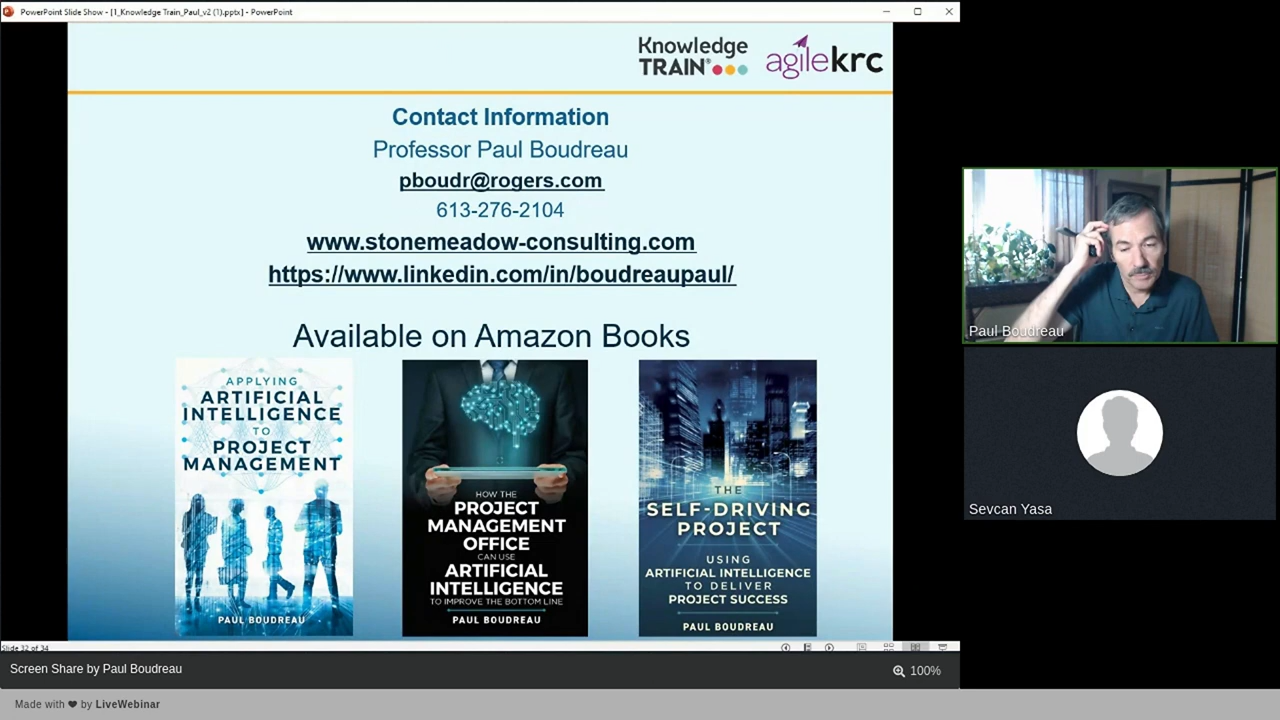 PowerPoint Slide Show - [1_Knowledge Train_Paul_v2 (1).pptx] - PowerPoint
Knowledge
TRAIN®
agilekrc
Contact Information
Professor Paul Boudreau
pboudr@rogers.com
613-276-2104
www.stonemeadow-consulting.com
https://www.linkedin.com/in/boudreaupaul/
Available on Amazon Books
APPLYING
ARTIFICIAL
INTELLIGENCE
TO
PROJECT
MANAGEMENT
PAUL BOUDREAU
HOW THE
PROJECT
MANAGEMENT
OFFICE
CAN USE
ARTIFICIAL
INTELLIGENCE
TO IMPROVE THE BOTTOM LINE
PAUL BOUDREAU
THE
SELF-DRIVING
PROJECT
USING
ARTIFICIAL INTELLIGENCE
TO DELIVER
PROJECT SUCCESS
PAUL BOUDREAU
Slide 32 of 34
Screen Share by Paul Boudreau
100%
Made with ❤ by LiveWebinar
Paul Boudreau
Sevcan Yasa